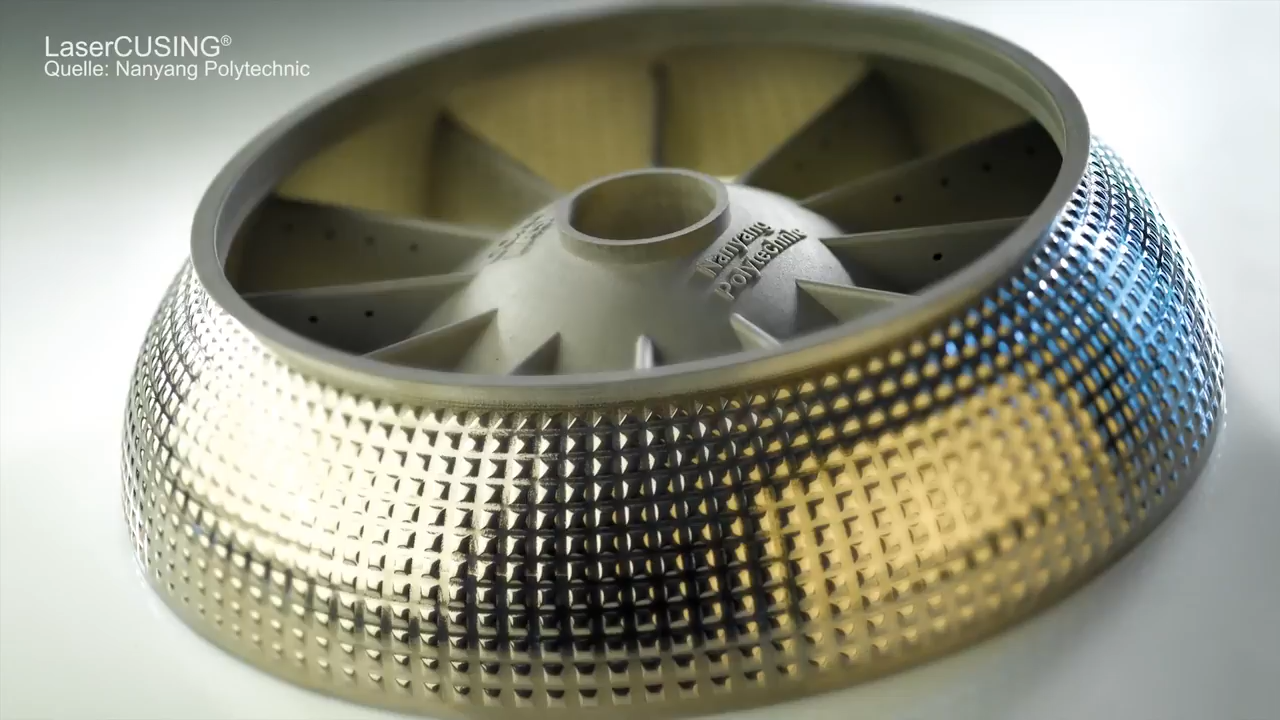 LaserCUSING®
Quelle: Nanyang Polytechnic
Nanyang
Polytechnic